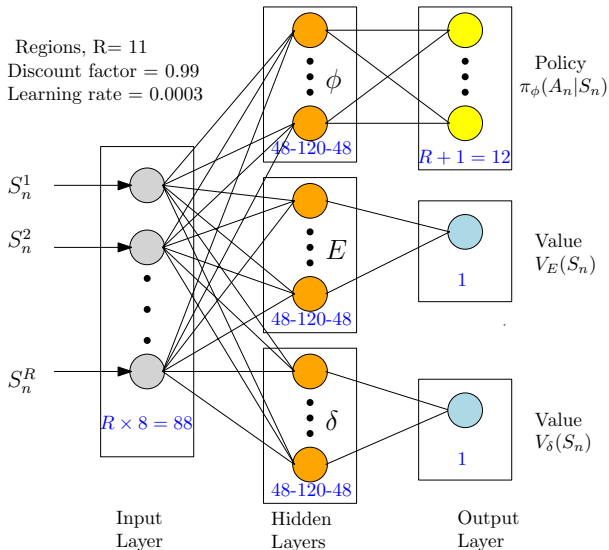 Regions, R= 11
Discount factor = 0.99
Learning rate = 0.0003
ϕ
48-120-48
Policy
π_ϕ(A_n|S_n)
R + 1 = 12
S_n^1
S_n^2
S_n^R
R × 8 = 88
E
48-120-48
Value
V_E(S_n)
1
δ
48-120-48
Value
V_δ(S_n)
1
Input
Layer
Hidden
Layers
Output
Layer